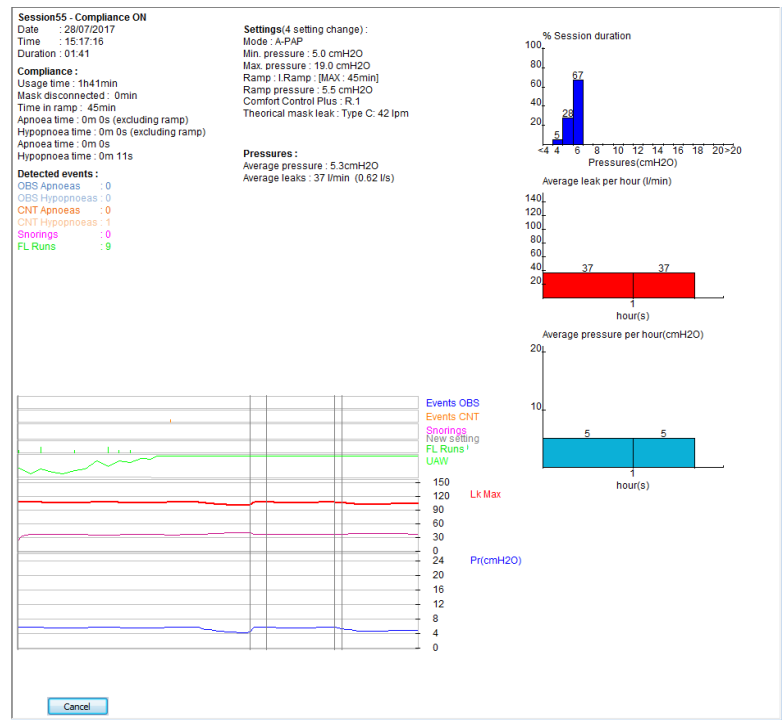 Session55 - Compliance ON
Date : 28/07/2017
Time : 15:17:16
Duration : 01:41
Compliance :
Usage time : 1h41min
Mask disconnected : 0min
Time in ramp : 45min
Apnoea time : 0m 0s (excluding ramp)
Hypopnoea time : 0m 0s (excluding ramp)
Apnoea time : 0m 0s
Hypopnoea time : 0m 11s
Detected events :
OBS Apnoeas : 0
OBS Hypopnoeas : 0
CNT Apnoeas : 0
CNT Hypopnoeas : 1
Snorings : 0
FL Runs : 9
Settings(4 setting change) :
Mode : A-PAP
Min. pressure : 5.0 cmH2O
Max. pressure : 19.0 cmH2O
Ramp : I.Ramp : [MAX : 45min]
Ramp pressure : 5.5 cmH2O
Comfort Control Plus : R.1
Theorical mask leak : Type C: 42 lpm
Pressures :
Average pressure : 5.3cmH2O
Average leaks : 37 l/min (0.62 l/s)
% Session duration
100
80
60
40
20
5
28
67
<4 4 6 8 10 12 14 16 18 20 >20
Pressures(cmH2O)
Average leak per hour (l/min)
140
120
100
80
60
40
20
37 37
1
hour(s)
Average pressure per hour(cmH2O)
20
10
5 5
1
hour(s)
Events OBS
Events CNT
Snorings
New setting
FL Runs
UAW
150
120
90
60
30
0
Lk Max
24
20
16
12
8
4
0
Pr(cmH2O)
Cancel